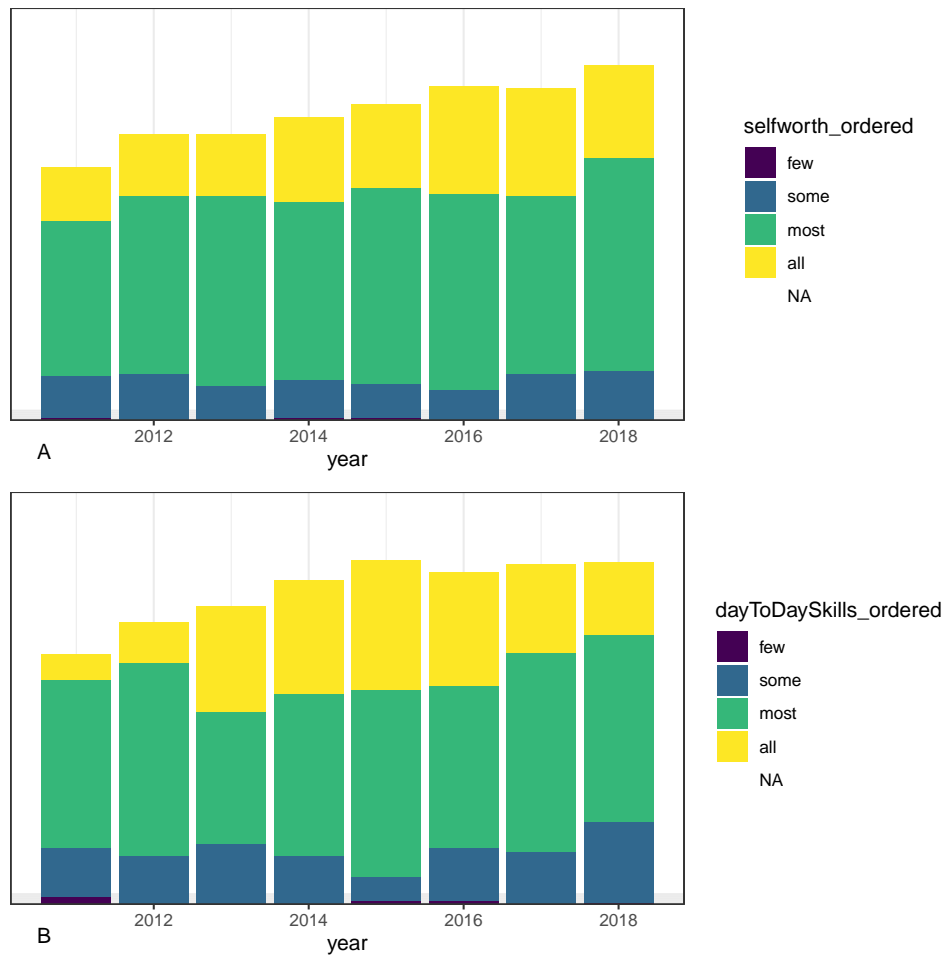 selfworth_ordered
few
some
most
all
NA
2012 2014 2016 2018
year
A
dayToDaySkills_ordered
few
some
most
all
NA
2012 2014 2016 2018
year
B